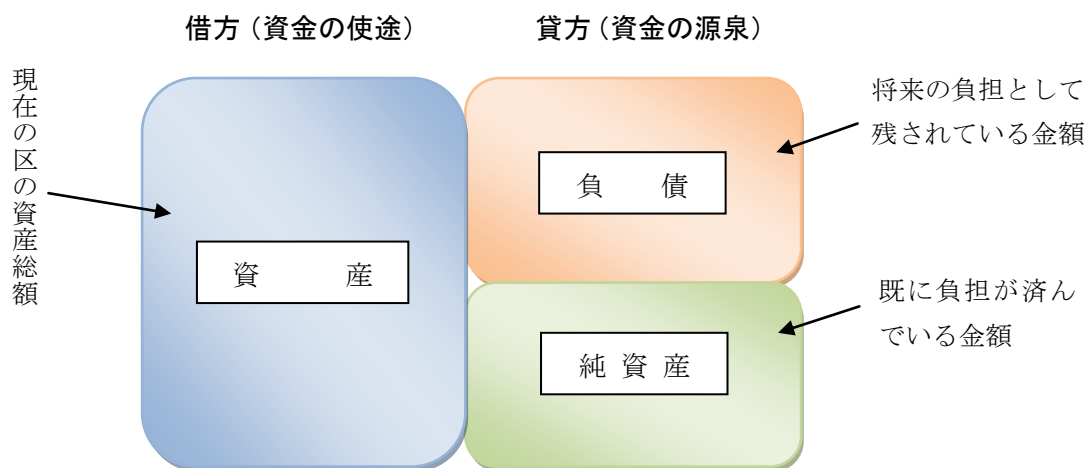 借方（資金の使途）
貸方（資金の源泉）
現在の区の資産総額
資　　産
負　　債
将来の負担として
残されている金額
純 資 産
既に負担が済ん
でいる金額